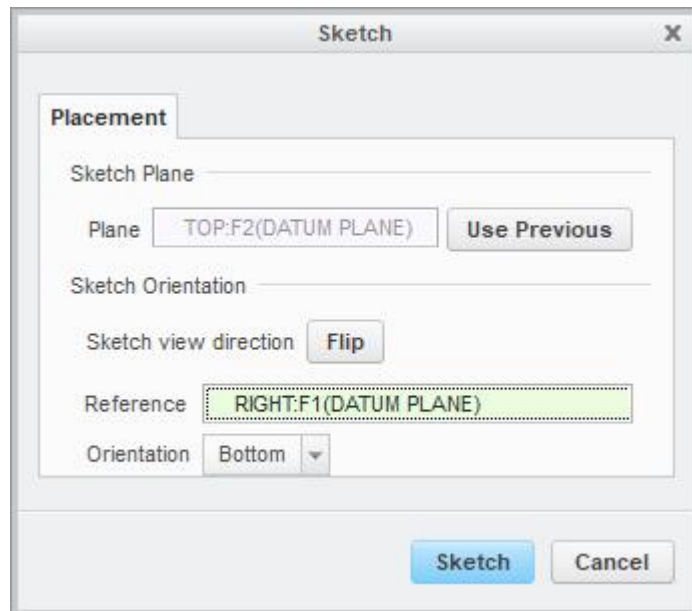 Sketch
Placement
Sketch Plane
Plane TOP:F2(DATUM PLANE) Use Previous
Sketch Orientation
Sketch view direction Flip
Reference RIGHT:F1(DATUM PLANE)
Orientation Bottom
Sketch Cancel